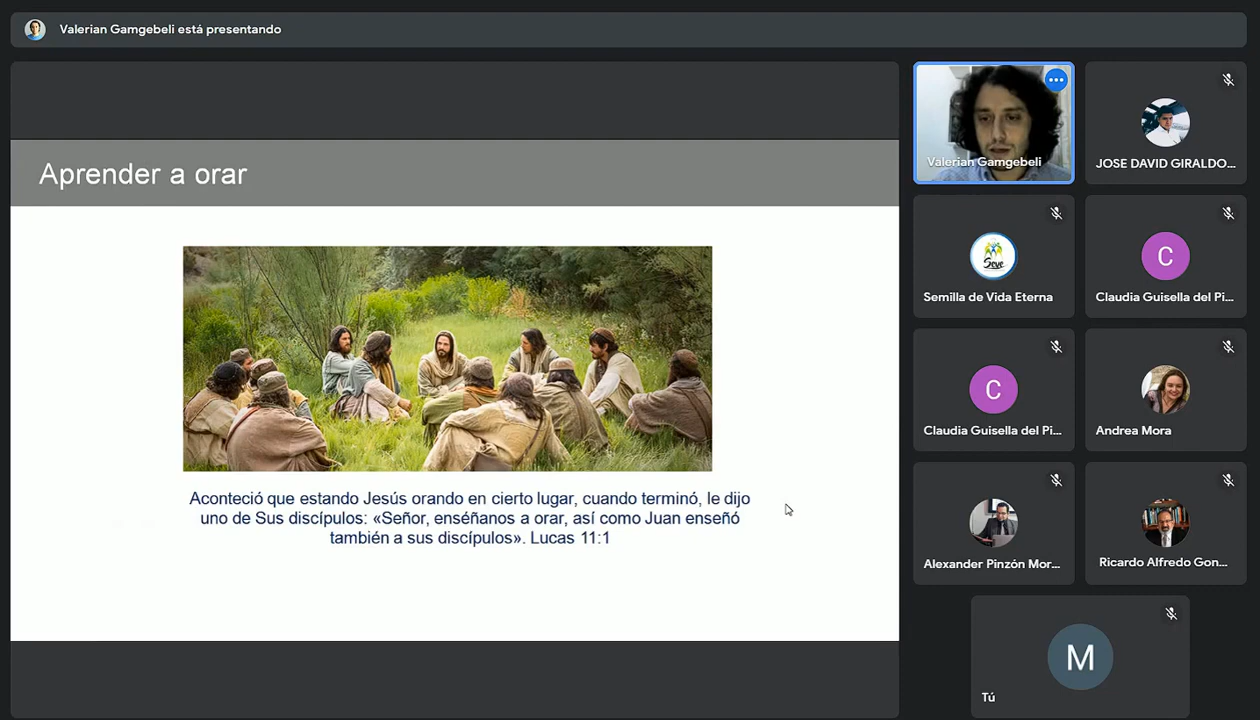 Valerian Gamgebeli está presentando
Aprender a orar
Aconteció que estando Jesús orando en cierto lugar, cuando terminó, le dijo
uno de Sus discípulos: «Señor, enséñanos a orar, así como Juan enseñó
también a sus discípulos». Lucas 11:1
Valerian Gamgebeli
JOSE DAVID GIRALDO...
Seve
Semilla de Vida Eterna
C
Claudia Guisella del Pi...
C
Claudia Guisella del Pi...
Andrea Mora
Alexander Pinzón Mor...
Ricardo Alfredo Gon...
M
Tú